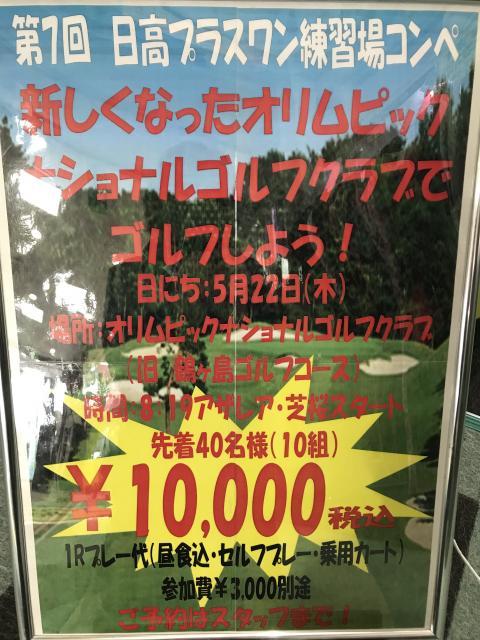 第7回 日高プラスワン練習場コンペ
新しくなったオリムピック
ナショナルゴルフクラブで
ゴルフしよう！
日にち：5月22日（木）
場所：オリムピックナショナルゴルフクラブ
（旧 鶴ヶ島ゴルフコース）
時間：8：19アザレア・芝桜スタート
先着40名様（10組）
￥10,000 税込
1Rプレー代（昼食込・セルフプレー・乗用カート）
参加費￥3,000別途
ご予約はスタッフまで！